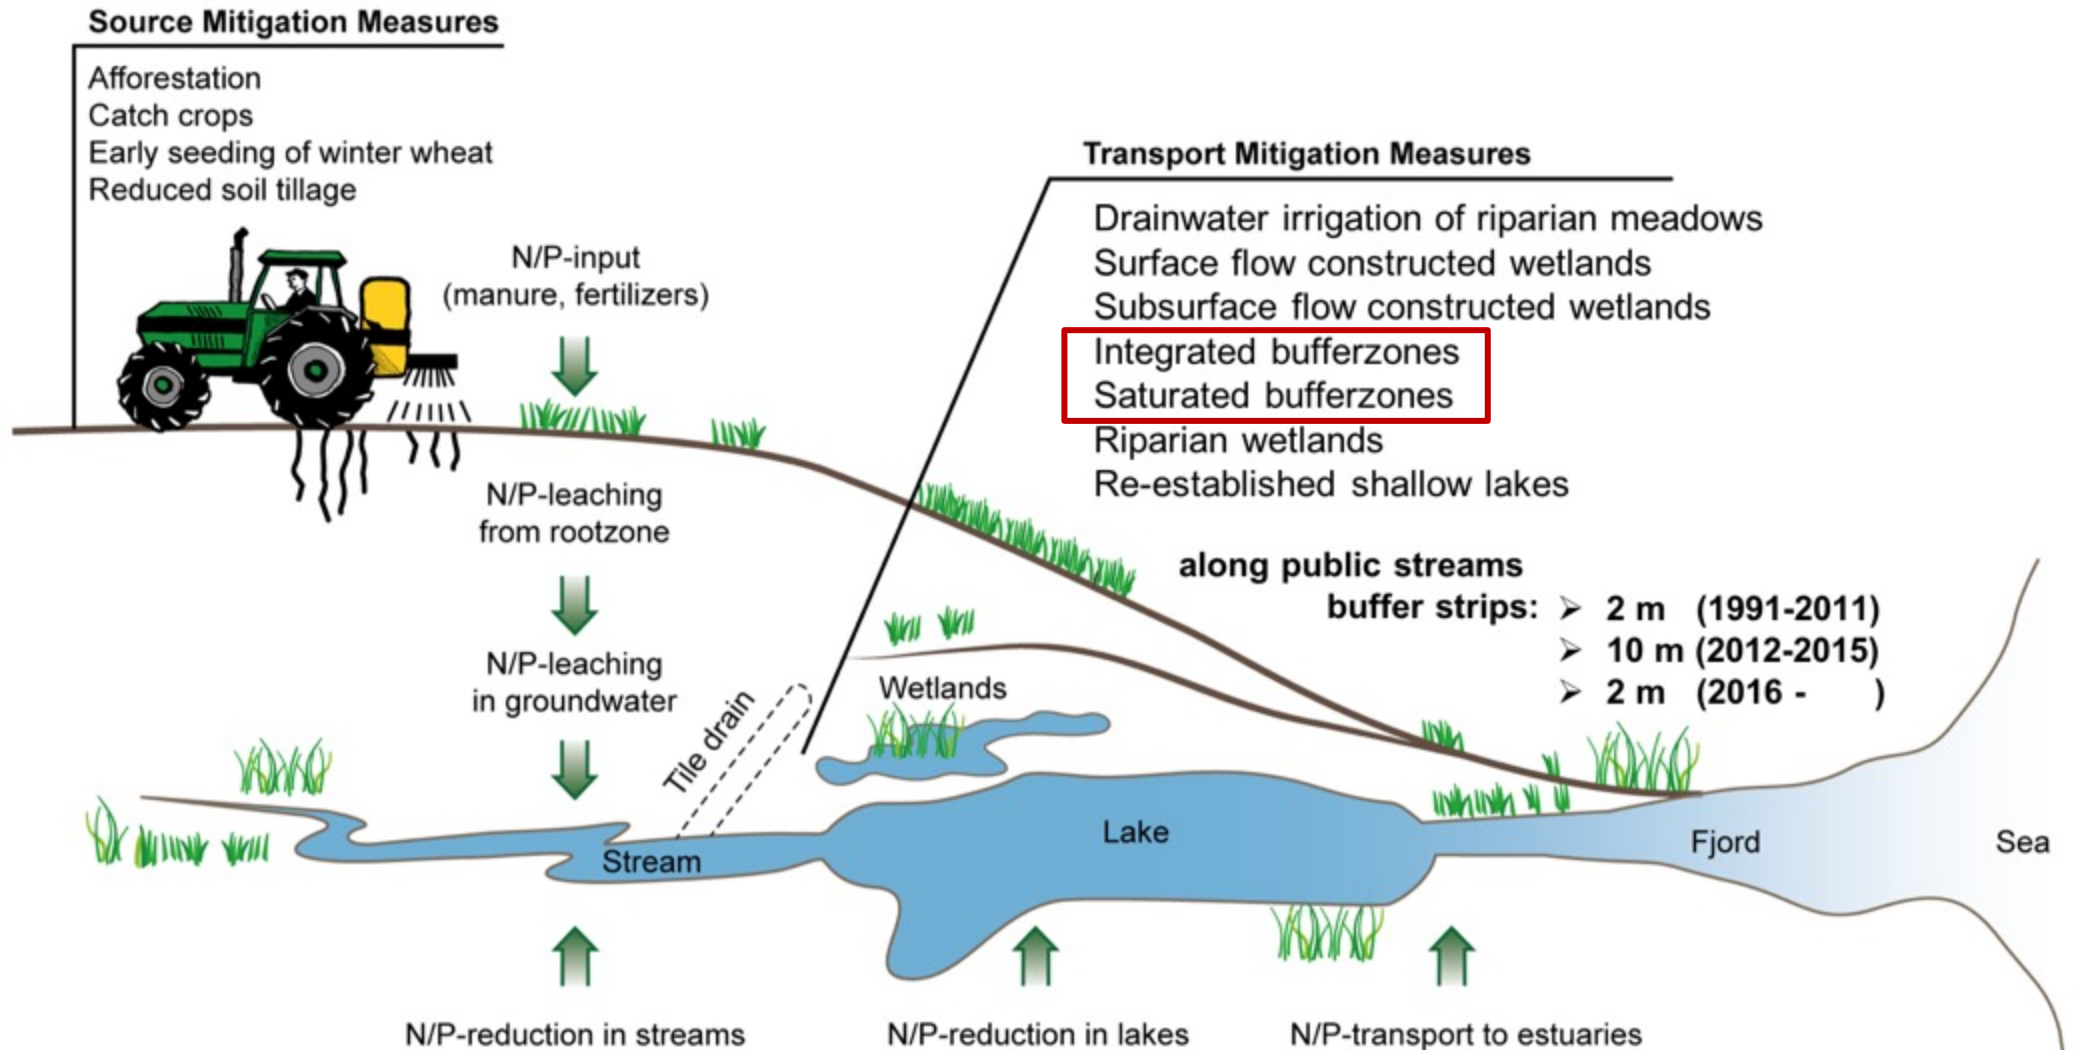 Source Mitigation Measures
Afforestation
Catch crops
Early seeding of winter wheat
Reduced soil tillage
N/P-input
(manure, fertilizers)
Transport Mitigation Measures
Drainwater irrigation of riparian meadows
Surface flow constructed wetlands
Subsurface flow constructed wetlands
Integrated bufferzones
Saturated bufferzones
Riparian wetlands
Re-established shallow lakes
N/P-leaching
from rootzone
along public streams
buffer strips: ➢ 2 m (1991-2011)
➢ 10 m (2012-2015)
➢ 2 m (2016 - )
N/P-leaching
in groundwater
Tile drain
Wetlands
Stream
Lake
Fjord
Sea
N/P-reduction in streams
N/P-reduction in lakes
N/P-transport to estuaries